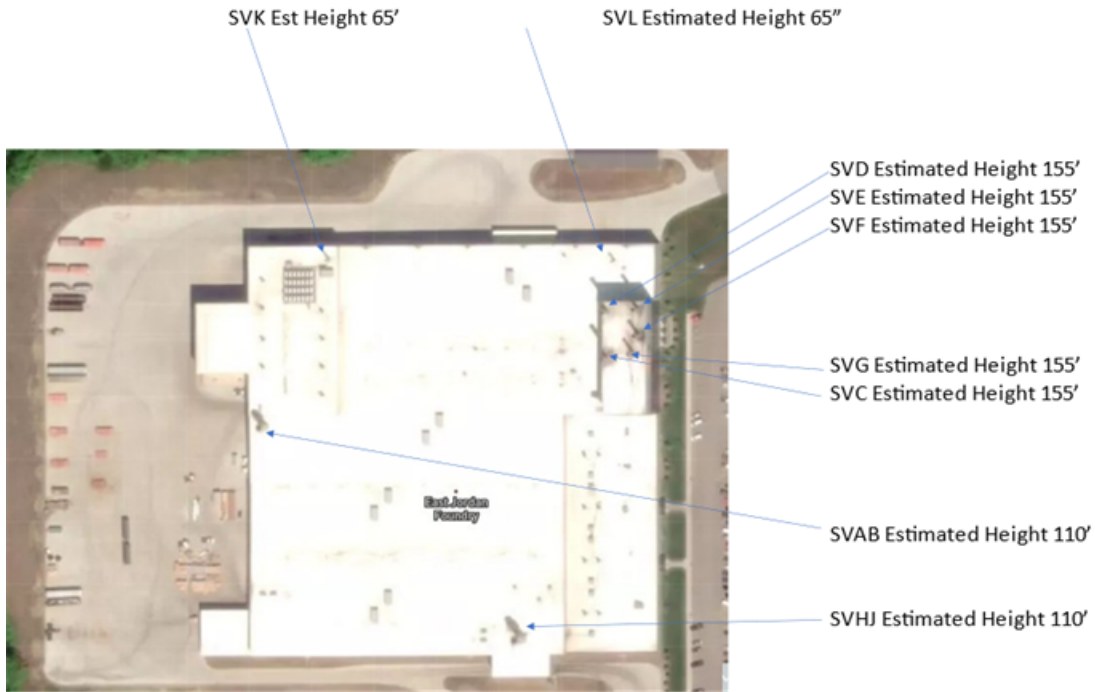 SVK Est Height 65’
SVL Estimated Height 65”
SVD Estimated Height 155’
SVE Estimated Height 155’
SVF Estimated Height 155’
SVG Estimated Height 155’
SVC Estimated Height 155’
East Jordan
Foundry
SVAB Estimated Height 110’
SVHJ Estimated Height 110’